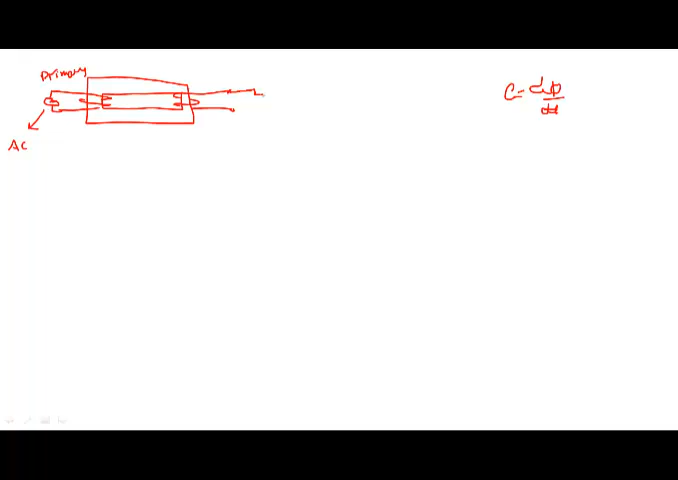 Primary
AC
e = dφ
dt